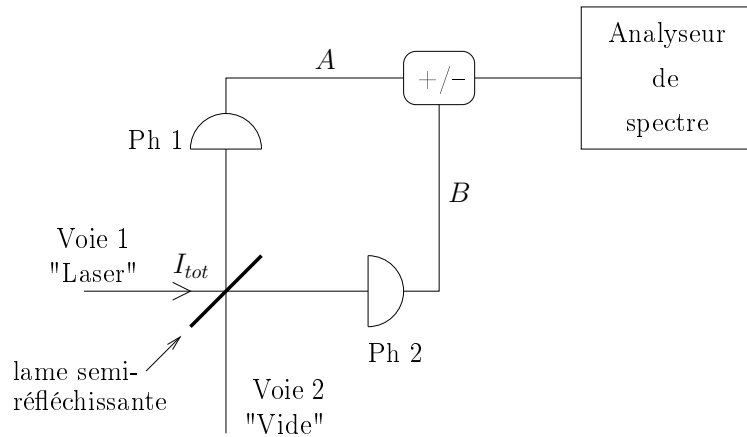 Analyseur
de
spectre
A
+/−
Ph 1
B
Voie 1
"Laser"
I_tot
Ph 2
lame semi-
réfléchissante
Voie 2
"Vide"